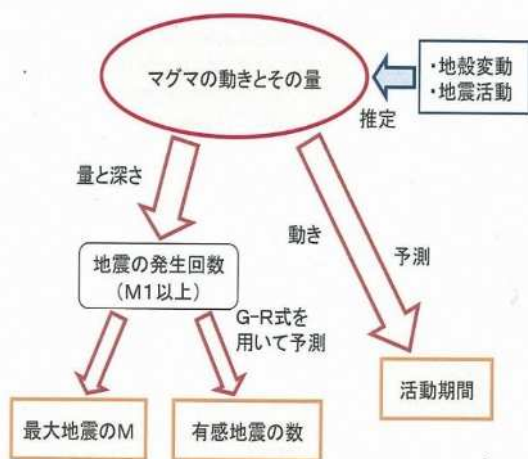 マグマの動きとその量
・地殻変動
・地震活動
推定
量と深さ
動き
予測
地震の発生回数
(M1以上)
G-R式を
用いて予測
最大地震のM
有感地震の数
活動期間